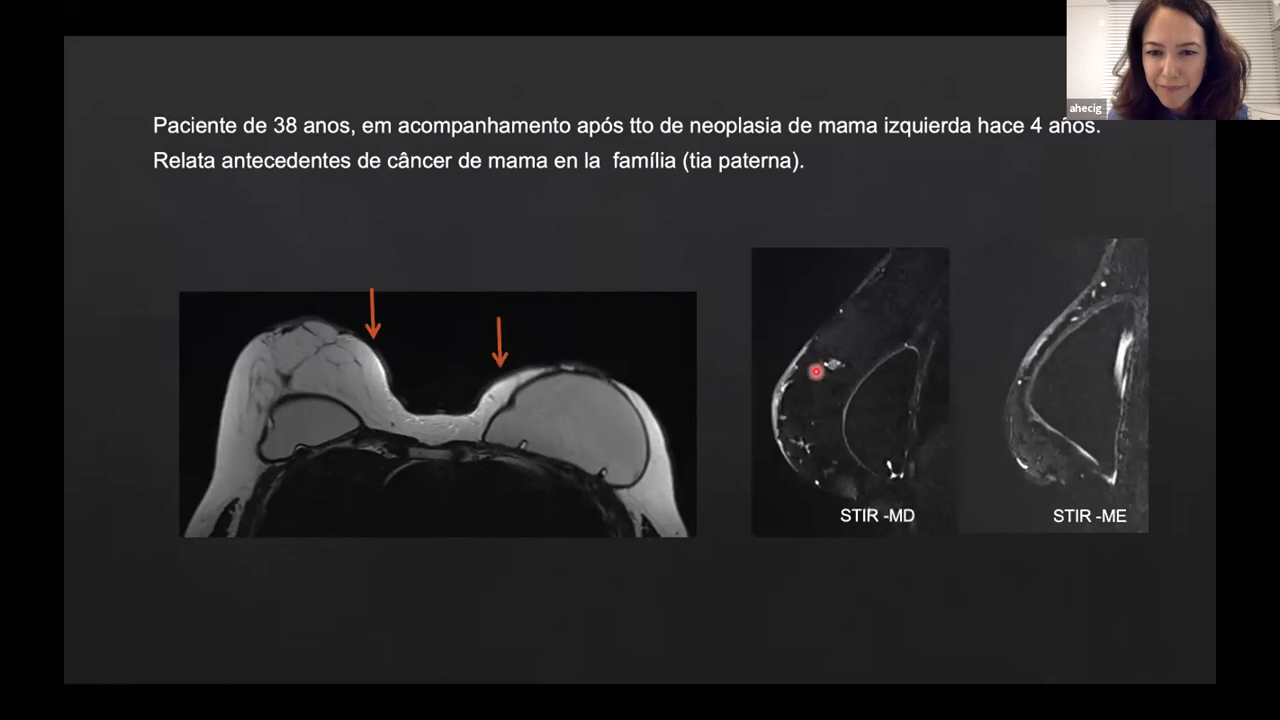 ahecig
Paciente de 38 anos, em acompanhamento após tto de neoplasia de mama izquierda hace 4 años.
Relata antecedentes de câncer de mama en la família (tia paterna).
STIR -MD
STIR -ME